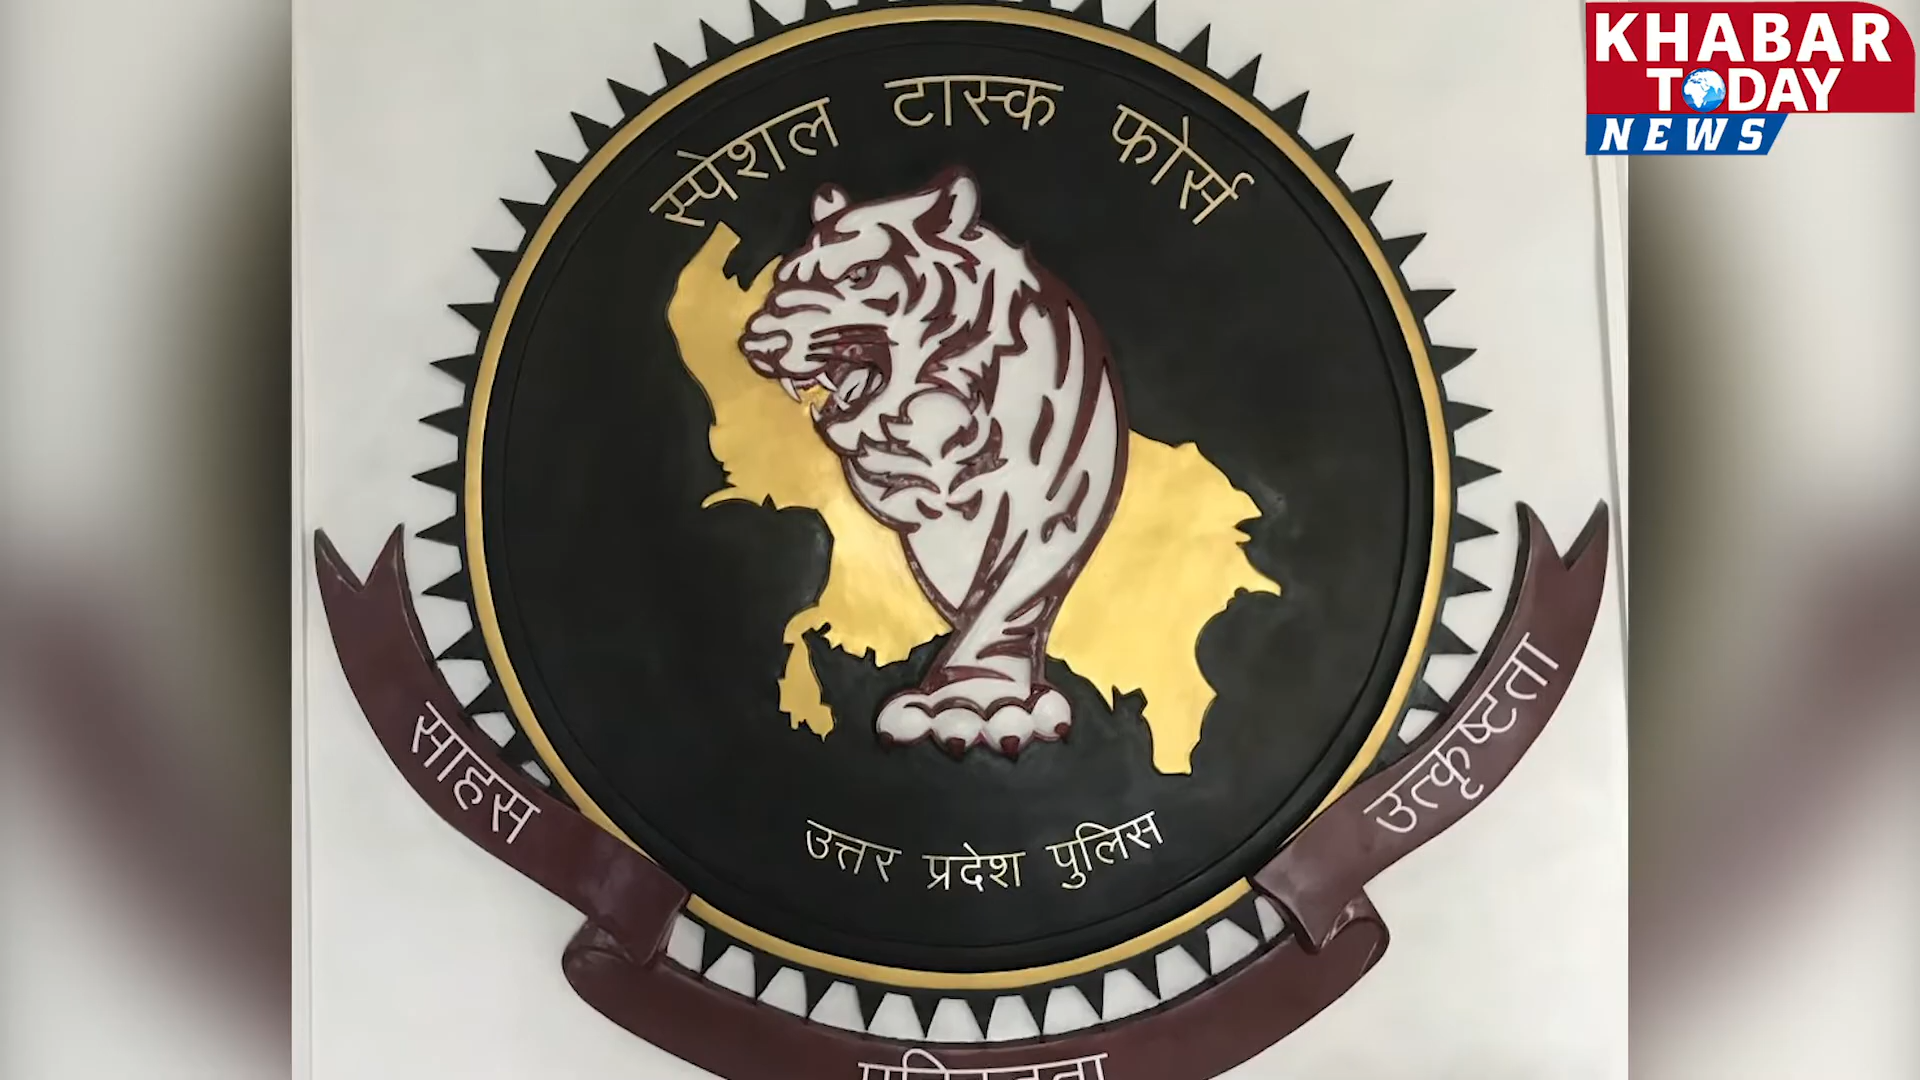 KHABAR
TODAY
NEWS
स्पेशल टास्क फोर्स
साहस
उत्कृष्टता
उत्तर प्रदेश पुलिस